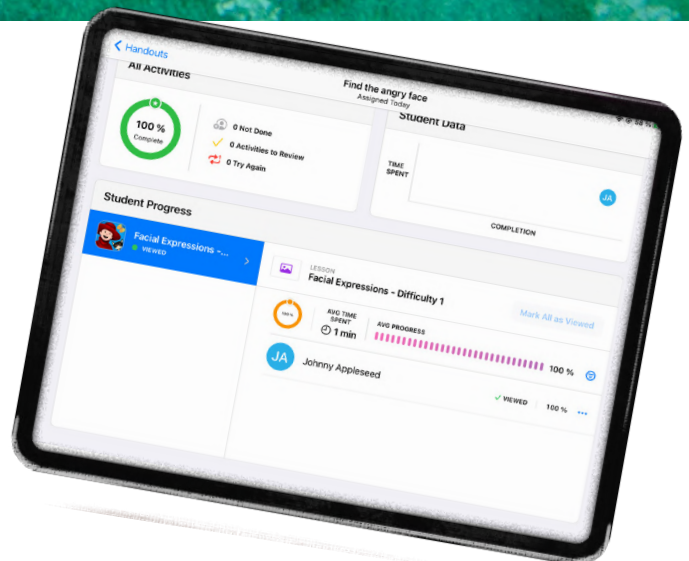 Handouts
Find the angry face
Assigned Today
58 %
All Activities
100 %
Complete
0 Not Done
0 Activities to Review
0 Try Again
Student Data
TIME
SPENT
JA
COMPLETION
Student Progress
Facial Expressions -...
VIEWED
LESSON
Facial Expressions - Difficulty 1
Mark All as Viewed
100 %
AVG TIME
SPENT
1 min
AVG PROGRESS
100 %
JA
Johnny Appleseed
VIEWED
100 %